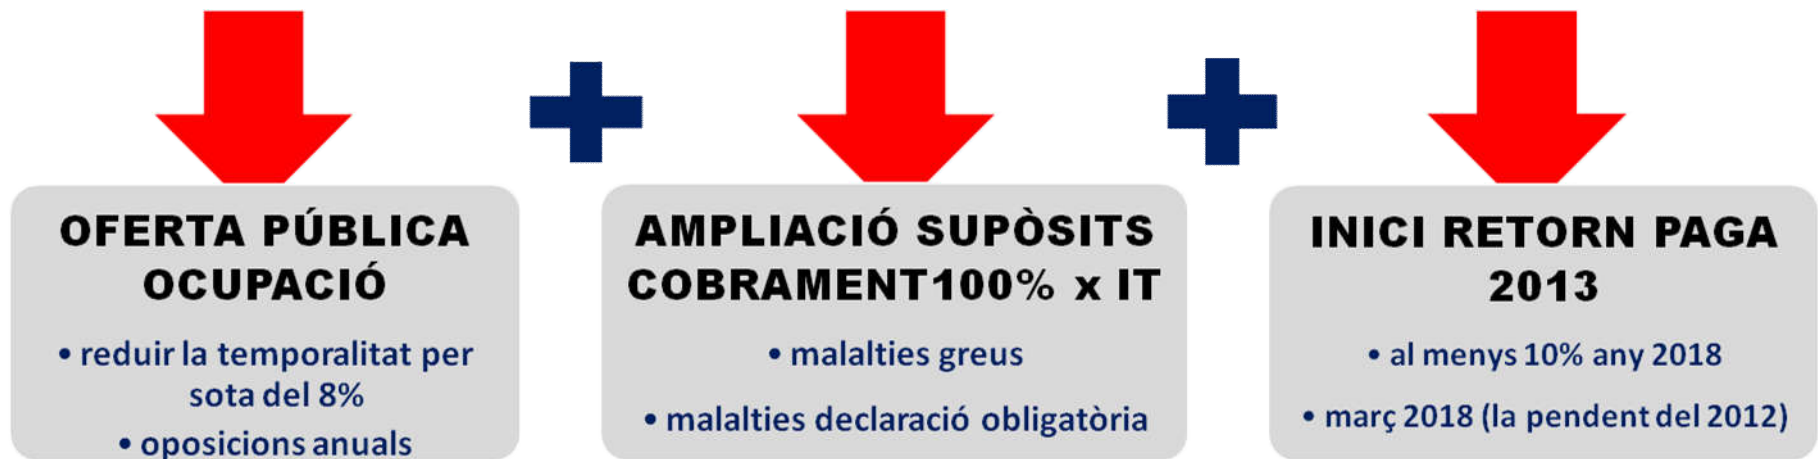 OFERTA PÚBLICA
OCUPACIÓ
• reduir la temporalitat per
sota del 8%
• oposicions anuals
AMPLIACIÓ SUPÒSITS
COBRAMENT100% x IT
• malalties greus
• malalties declaració obligatòria
INICI RETORN PAGA
2013
• al menys 10% any 2018
• març 2018 (la pendent del 2012)